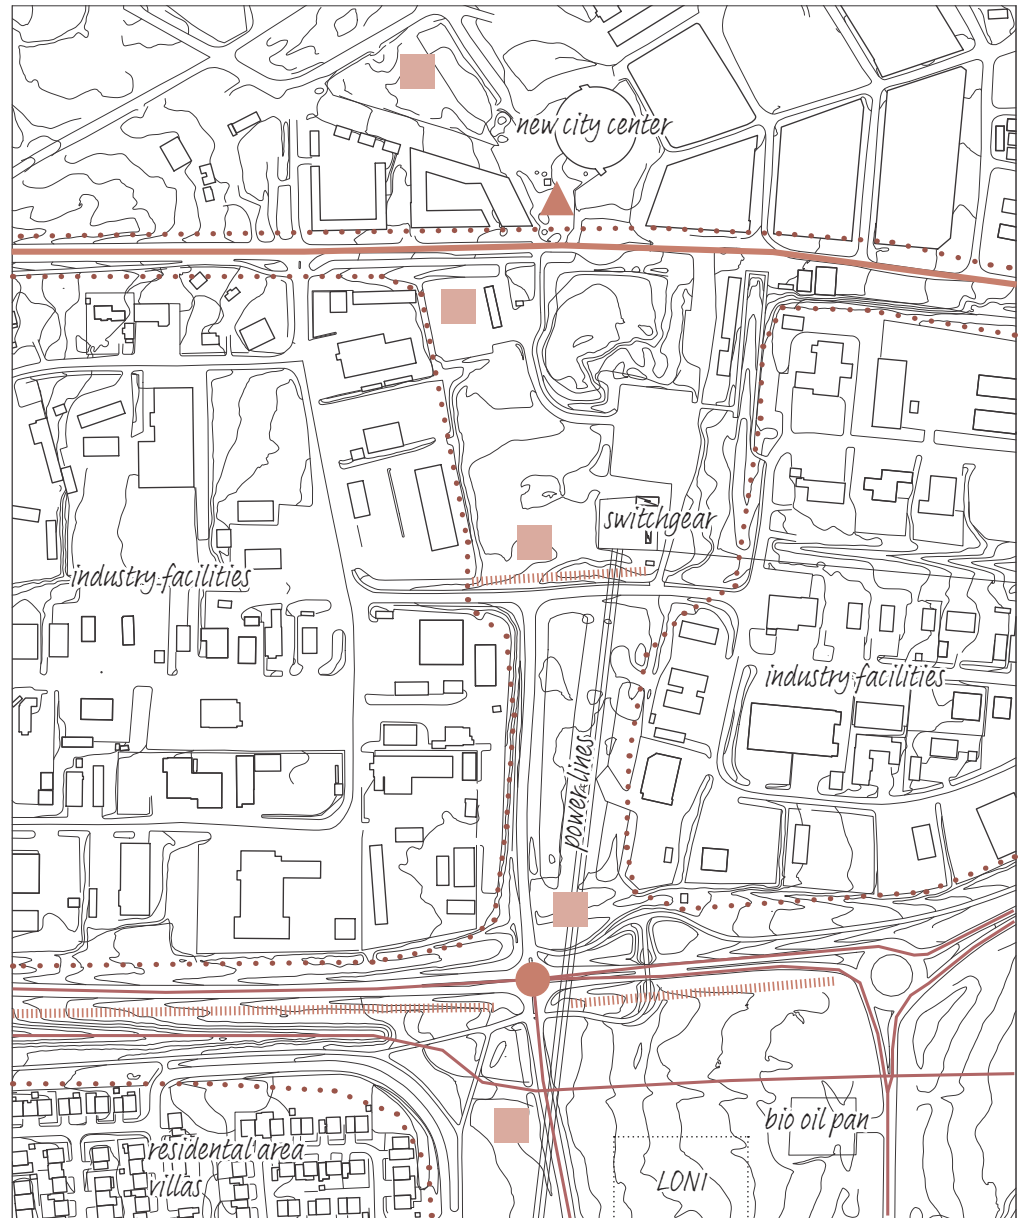 new city center
switchgear
industry facilities
industry facilities
power lines
bio oil pan
residental area
villas
LONI